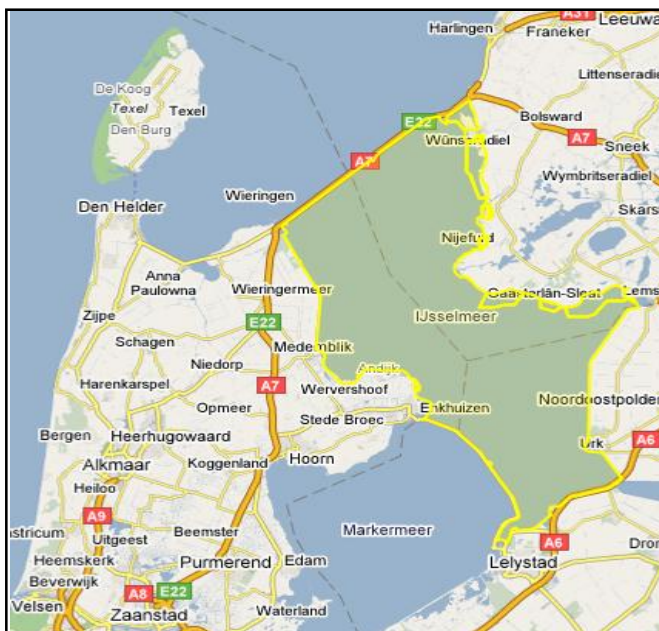 A31
Leeuwa
Harlingen
Franeker
Littenseradie
De Koog
Texel
Texel
Den Burg
E22
Bolsward
Wûnseradiel
A7
A7
Sneek
Wymbritseradiel
Wieringen
Den Helder
Skars
Nijefurd
Anna
Paulowna
Wieringermeer
Gaasterlân-Sleat
Lems
Zijpe
E22
IJsselmeer
Schagen
Medemblik
Niedorp
Andijk
Harenkarspel
A7
Wervershoof
Noordoostpolder
Opmeer
Enkhuizen
Stede Broec
Bergen
Heerhugowaard
Urk
A6
Alkmaar
Koggenland
Hoorn
Heiloo
A9
Markermeer
stricum
Uitgeest
Beemster
A6
Dron
Heemskerk
Purmerend
Edam
Lelystad
Beverwijk
A8
E22
Velsen
Zaanstad
Waterland